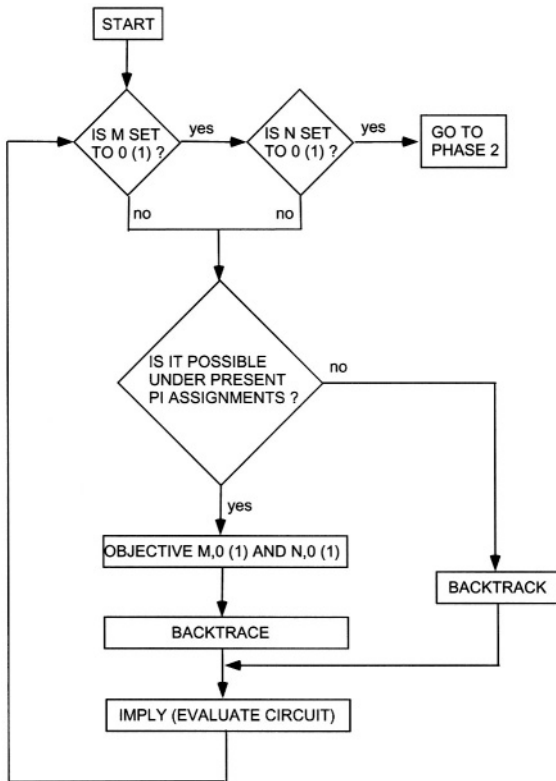 START
IS M SET
TO 0 (1) ?
yes
IS N SET
TO 0 (1) ?
yes
GO TO
PHASE 2
no
no
IS IT POSSIBLE
UNDER PRESENT
PI ASSIGNMENTS ?
no
yes
OBJECTIVE M,0 (1) AND N,0 (1)
BACKTRACK
BACKTRACE
IMPLY (EVALUATE CIRCUIT)